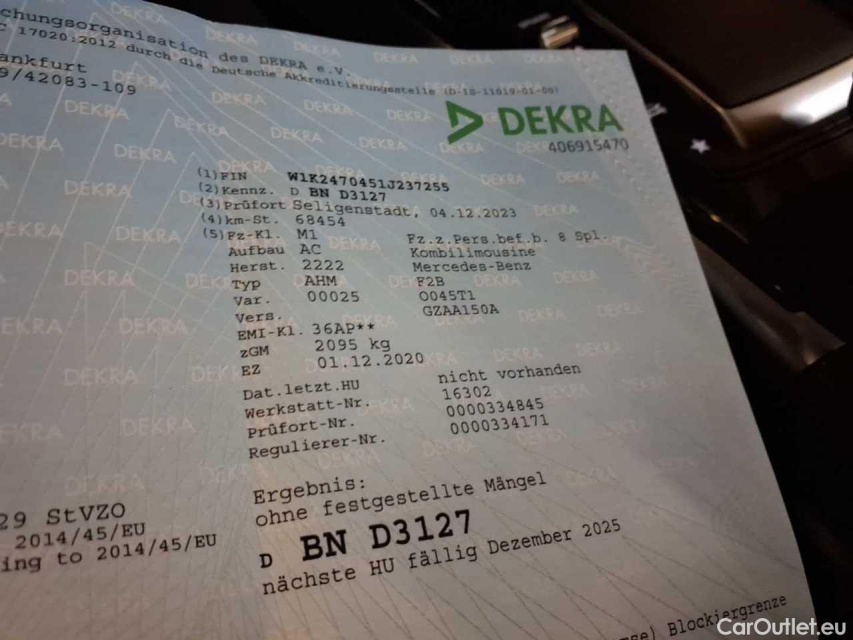 chungsorganisation des DEKRA e.V.
C 17020:2012 durch die Deutsche Akkreditierungsstelle (D-IS-11019-01-00)
ankfurt
9/42083-109
DEKRA
406915470
(1) FIN W1K2470451J237255
(2) Kennz. D BN D3127
(3) Prüfort Seligenstadt, 04.12.2023
(4) km-St. 68454
(5) Fz-Kl. M1 Fz.z.Pers.bef.b. 8 Spl.
Aufbau AC Kombilimousine
Herst. 2222 Mercedes-Benz
Typ AHM F2B
Var. 00025 O045T1
Vers. GZAA150A
EMI-Kl. 36AP**
zGM 2095 kg
EZ 01.12.2020
Dat.letzt.HU nicht vorhanden
Werkstatt-Nr. 16302
Prüfort-Nr. 0000334845
Regulierer-Nr. 0000334171
Ergebnis:
ohne festgestellte Mängel
29 StVZO
2014/45/EU
ing to 2014/45/EU
D BN D3127
nächste HU fällig Dezember 2025
Blockiergrenze
CarOutlet.eu